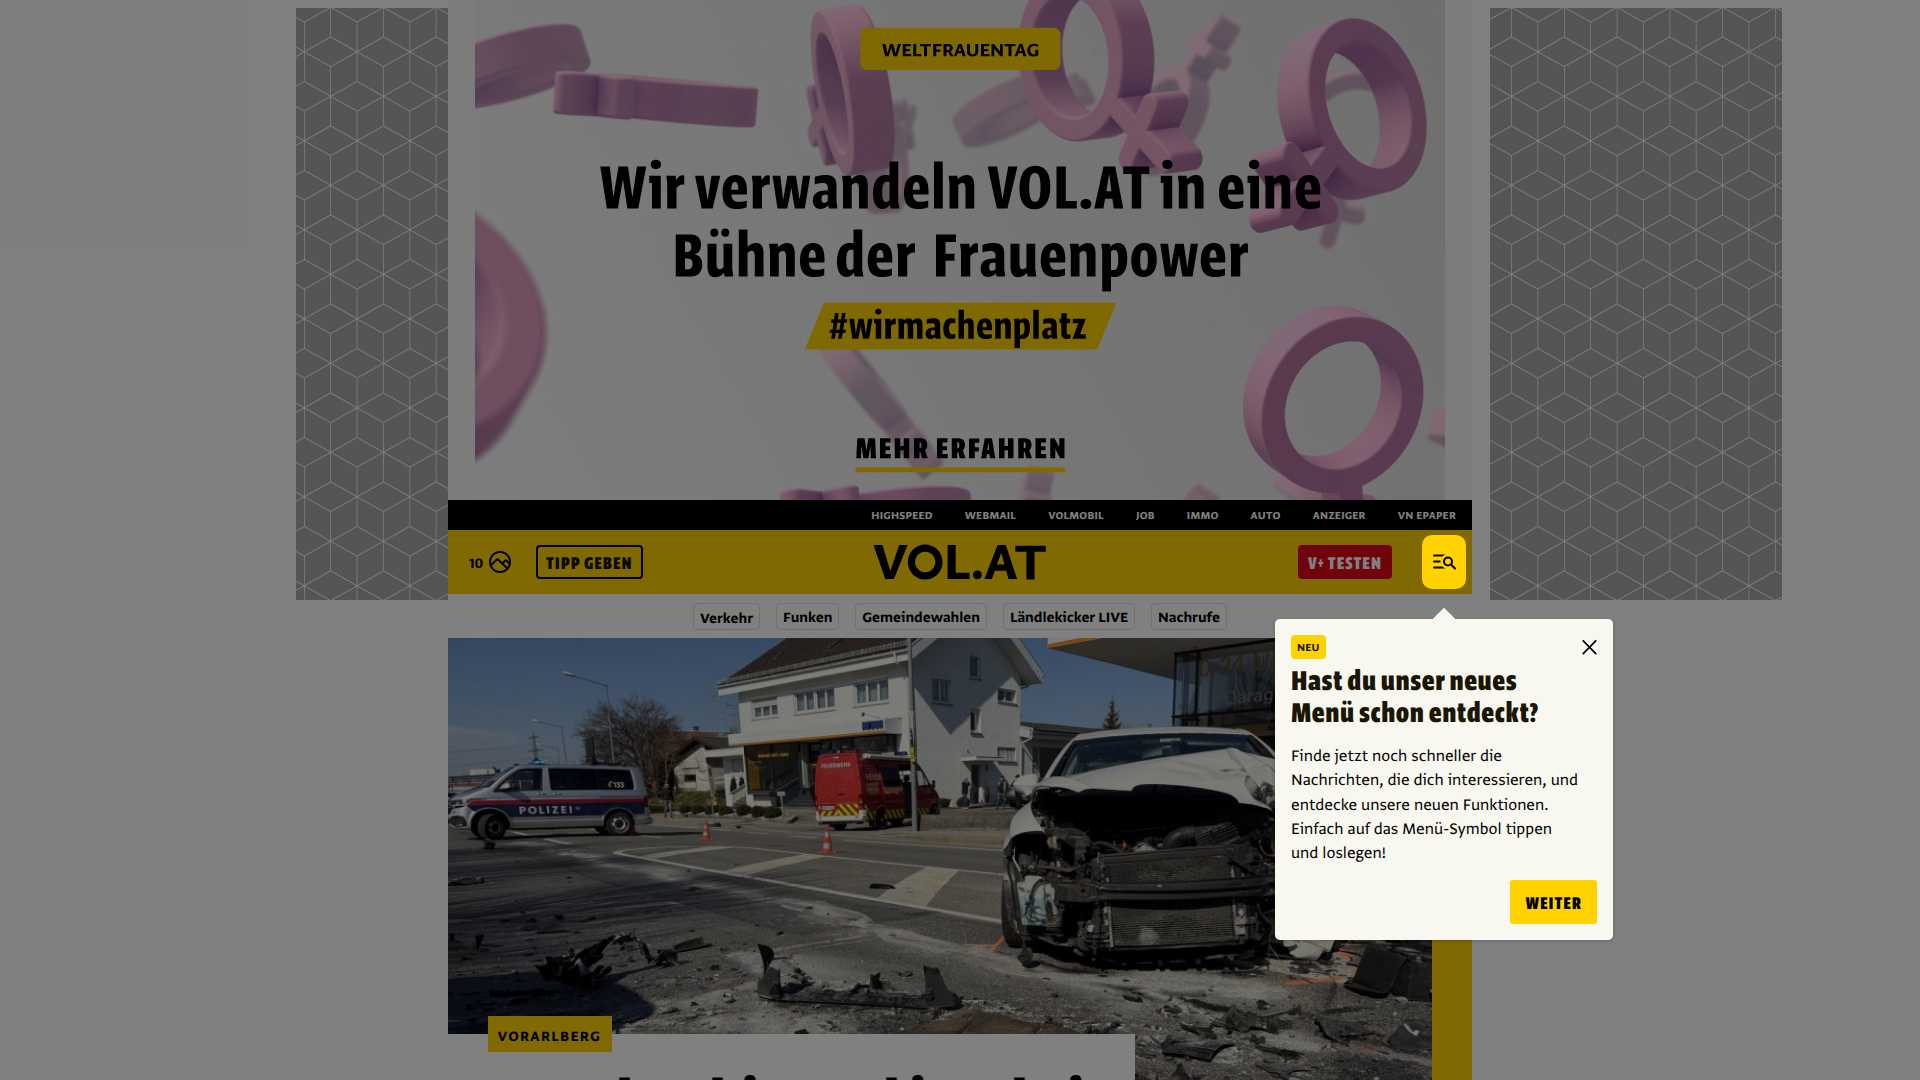 WELTFRAUENTAG
Wir verwandeln VOL.AT in eine
Bühne der Frauenpower
#wirmachenplatz
MEHR ERFAHREN
HIGHSPEED WEBMAIL VOLMOBIL JOB IMMO AUTO ANZEIGER VN EPAPER
10 TIPP GEBEN VOL.AT V+ TESTEN
Verkehr Funken Gemeindewahlen Ländlekicker LIVE Nachrufe
NEU
Hast du unser neues
Menü schon entdeckt?
Finde jetzt noch schneller die
Nachrichten, die dich interessieren, und
entdecke unsere neuen Funktionen.
Einfach auf das Menü-Symbol tippen
und loslegen!
WEITER
FEUERWEHR
POLIZEI
133
VORARLBERG